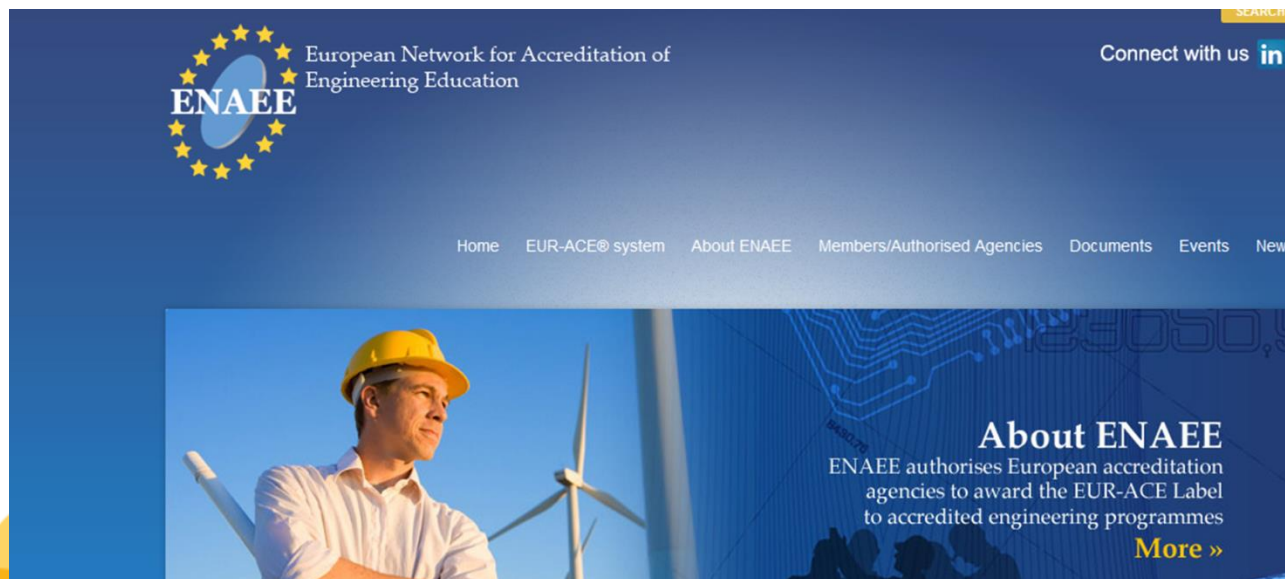 SEARCH
European Network for Accreditation of
Engineering Education
Connect with us in
ENAEE
Home EUR-ACE® system About ENAEE Members/Authorised Agencies Documents Events New
About ENAEE
ENAEE authorises European accreditation
agencies to award the EUR-ACE Label
to accredited engineering programmes
More »